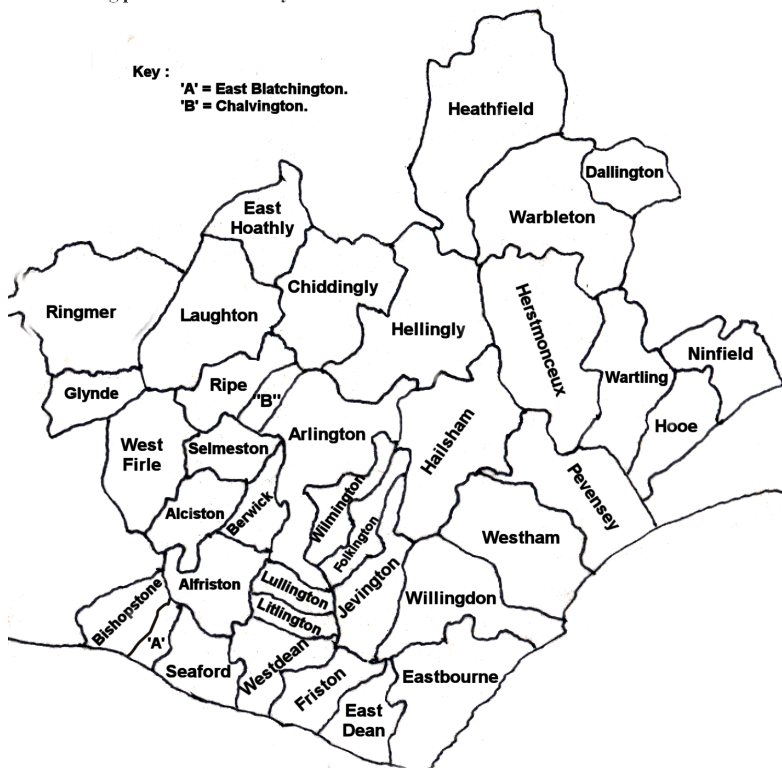 Key :
'A' = East Blatchington.
'B' = Chalvington.
Heathfield
Dallington
East
Hoathly
Warbleton
Chiddingly
Ringmer
Laughton
Hellingly
Herstmonceux
Ninfield
Wartling
Glynde
Ripe
"B"
Hooe
Arlington
Hailsham
West
Firle
Selmeston
Pevensey
Wilmington
Alciston
Berwick
Folkington
Westham
Alfriston
Lullington
Jevington
Willingdon
Bishopstone
Litlington
'A'
Seaford
Westdean
Friston
Eastbourne
East
Dean